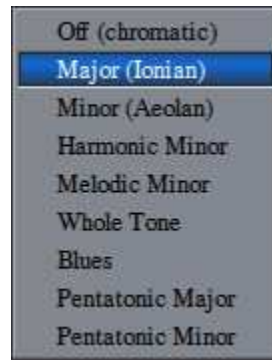 Off (chromatic)
Major (Ionian)
Minor (Aeolan)
Harmonic Minor
Melodic Minor
Whole Tone
Blues
Pentatonic Major
Pentatonic Minor